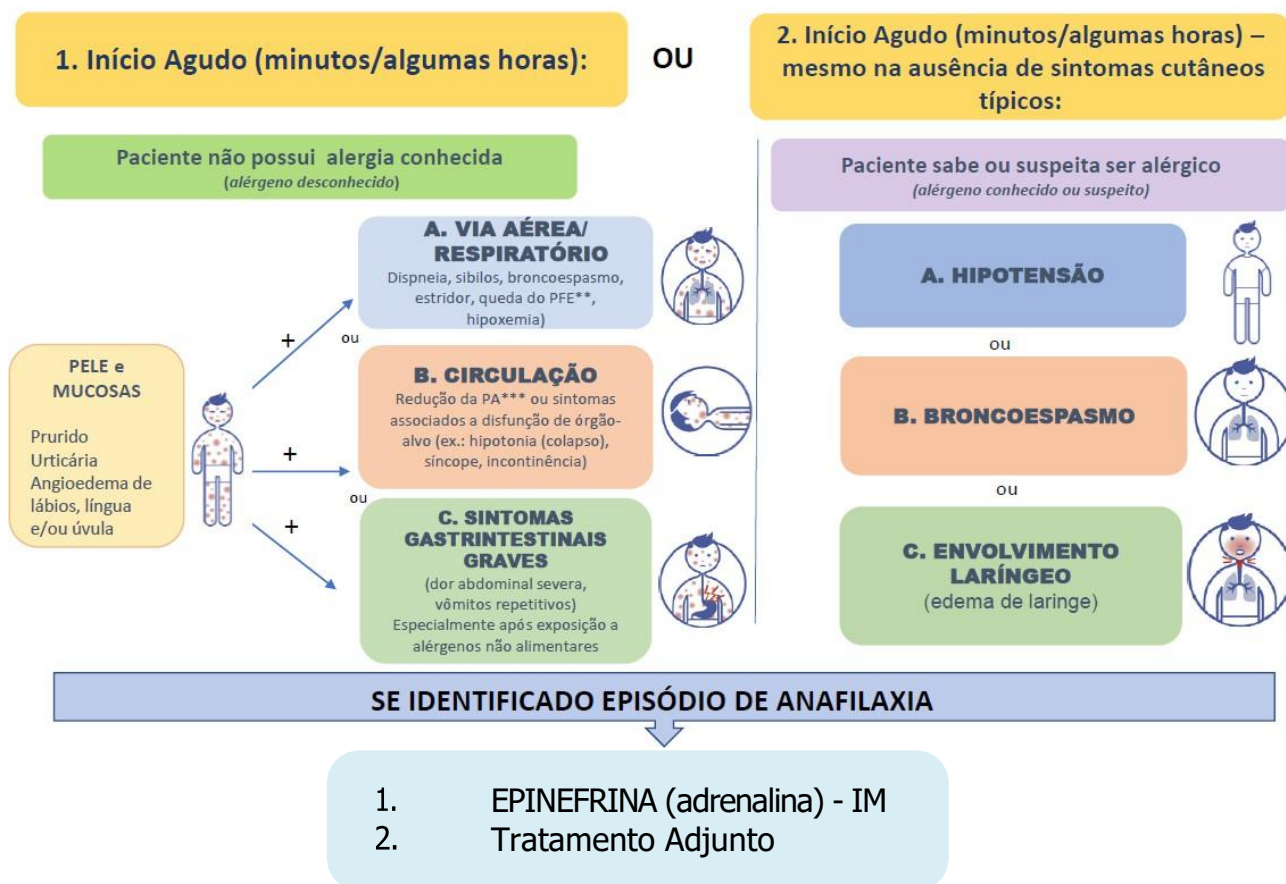 1. Início Agudo (minutos/algumas horas):
OU
2. Início Agudo (minutos/algumas horas) –
mesmo na ausência de sintomas cutâneos
típicos:
Paciente não possui alergia conhecida
(alérgeno desconhecido)
PELE e
MUCOSAS
Prurido
Urticária
Angioedema de
lábios, língua
e/ou úvula
+
+
+
A. VIA AÉREA/
RESPIRATÓRIO
Dispneia, sibilos, broncoespasmo,
estridor, queda do PFE**,
hipoxemia)
ou
B. CIRCULAÇÃO
Redução da PA*** ou sintomas
associados a disfunção de órgão-
alvo (ex.: hipotonia (colapso),
síncope, incontinência)
ou
C. SINTOMAS
GASTRINTESTINAIS
GRAVES
(dor abdominal severa,
vômitos repetitivos)
Especialmente após exposição a
alérgenos não alimentares
Paciente sabe ou suspeita ser alérgico
(alérgeno conhecido ou suspeito)
A. HIPOTENSÃO
ou
B. BRONCOESPASMO
ou
C. ENVOLVIMENTO
LARÍNGEO
(edema de laringe)
SE IDENTIFICADO EPISÓDIO DE ANAFILAXIA
1. EPINEFRINA (adrenalina) - IM
2. Tratamento Adjunto